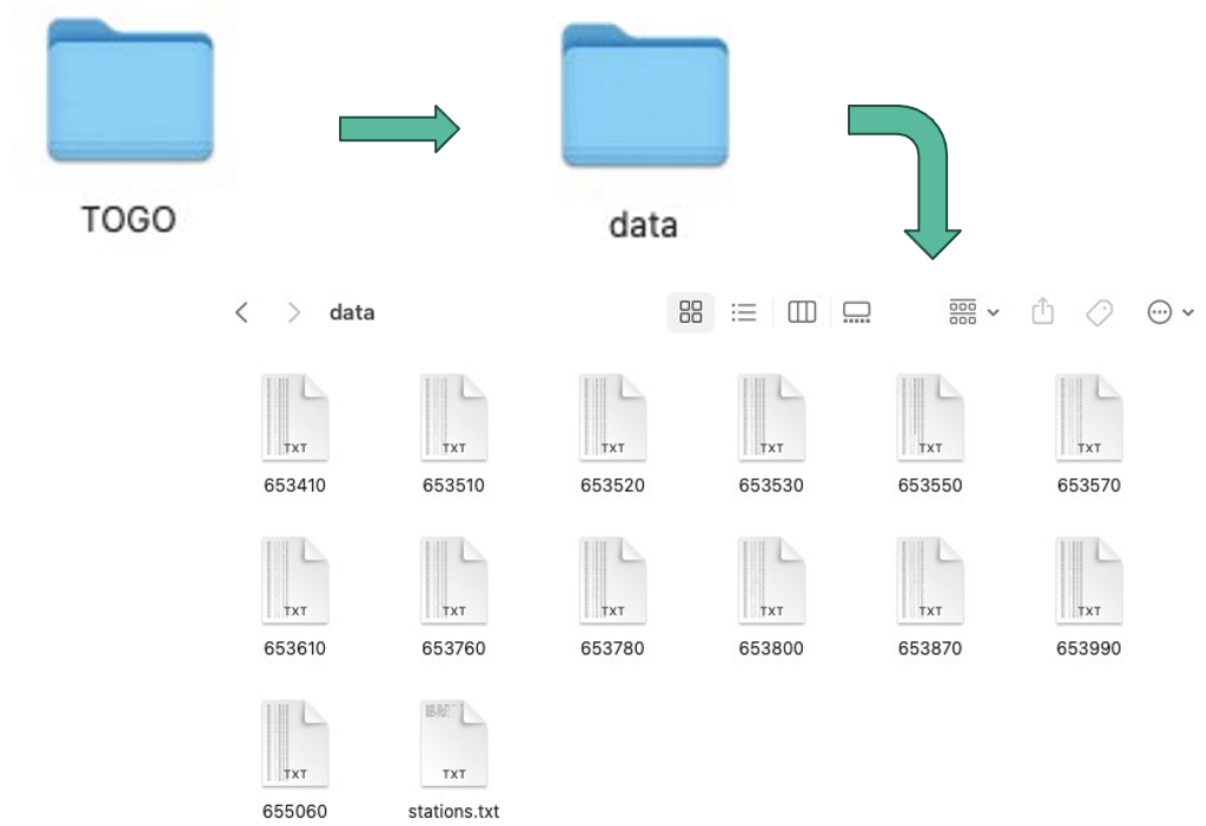 TOGO
data
data
TXT TXT TXT TXT TXT TXT
653410 653510 653520 653530 653550 653570
TXT TXT TXT TXT TXT TXT
653610 653760 653780 653800 653870 653990
TXT TXT
655060 stations.txt